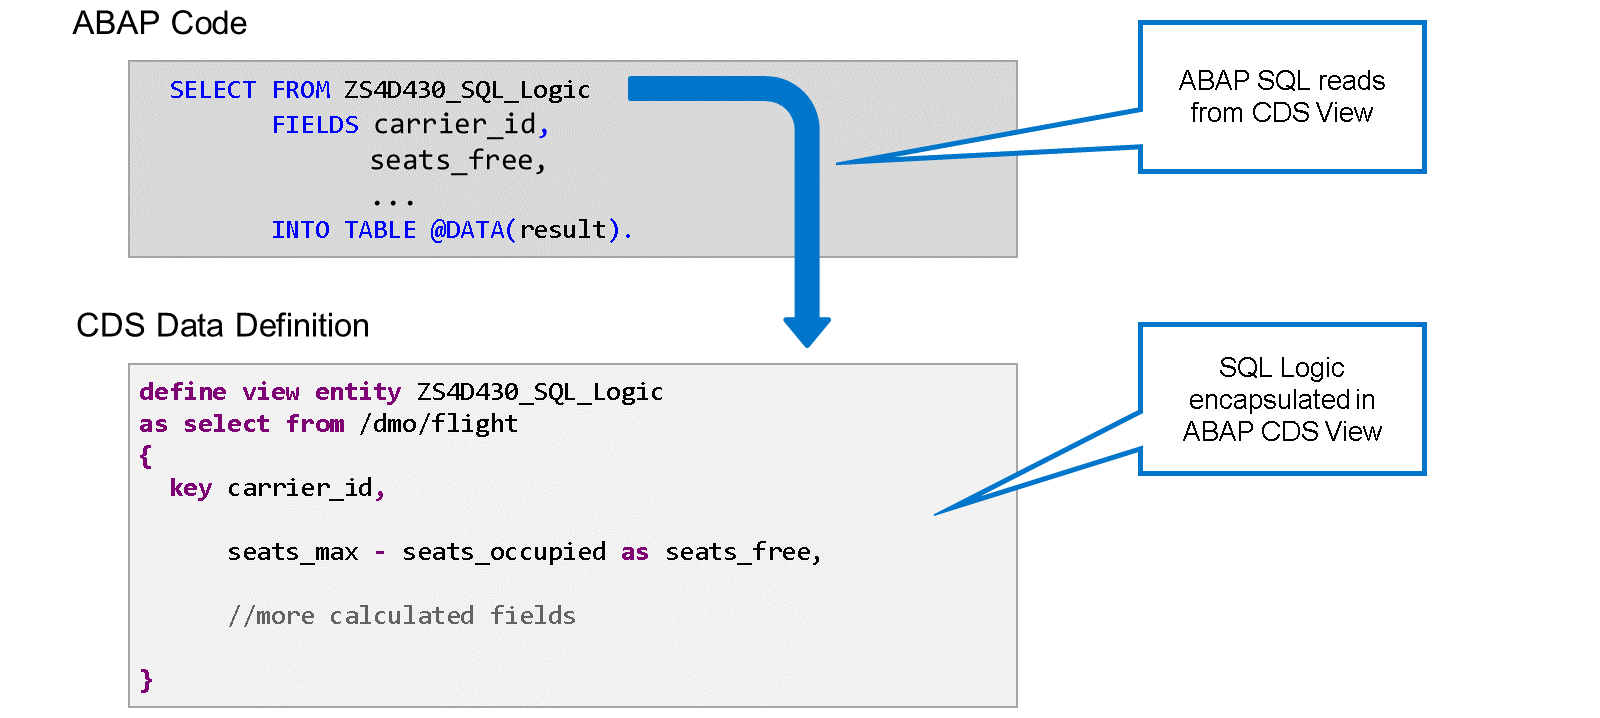 ABAP Code
SELECT FROM ZS4D430_SQL_Logic
FIELDS carrier_id,
seats_free,
...
INTO TABLE @DATA(result).
ABAP SQL reads
from CDS View
CDS Data Definition
define view entity ZS4D430_SQL_Logic
as select from /dmo/flight
{
key carrier_id,
seats_max - seats_occupied as seats_free,
//more calculated fields
}
SQL Logic
encapsulated in
ABAP CDS View